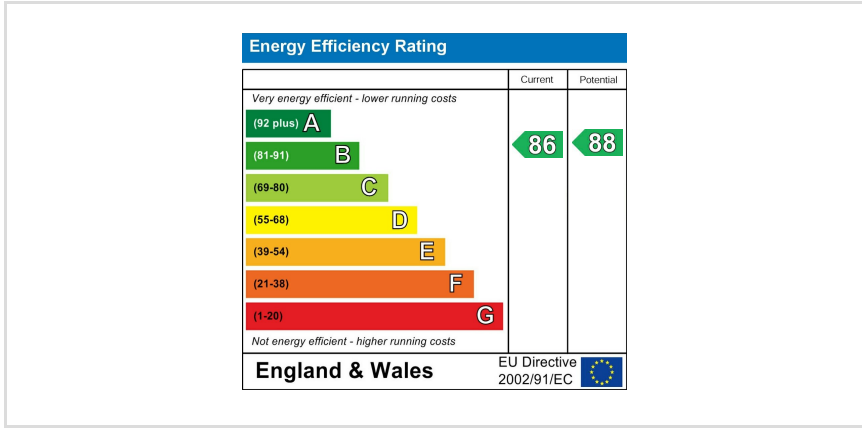 Energy Efficiency Rating
Current Potential
Very energy efficient - lower running costs
(92 plus) A
(81-91) B
86 88
(69-80) C
(55-68) D
(39-54) E
(21-38) F
(1-20) G
Not energy efficient - higher running costs
England & Wales
EU Directive
2002/91/EC